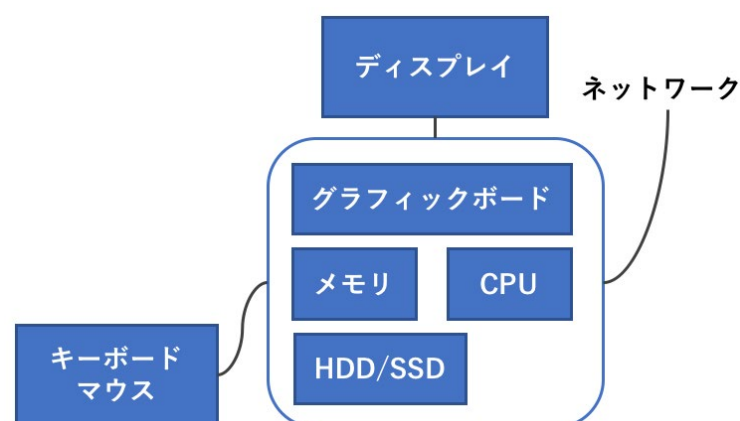 ディスプレイ
ネットワーク
グラフィックボード
メモリ
CPU
HDD/SSD
キーボード
マウス